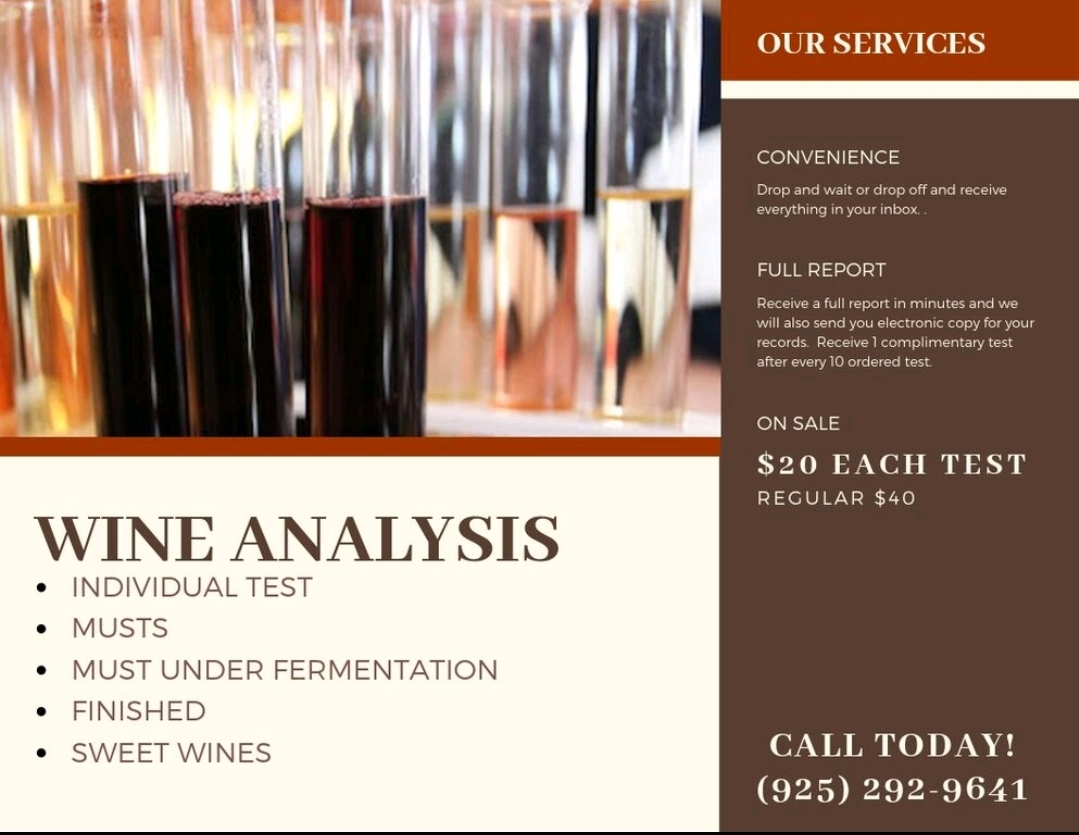 OUR SERVICES
CONVENIENCE
Drop and wait or drop off and receive
everything in your inbox. .
FULL REPORT
Receive a full report in minutes and we
will also send you electronic copy for your
records.  Receive 1 complimentary test
after every 10 ordered test.
ON SALE
$20 EACH TEST
REGULAR $40
CALL TODAY!
(925) 292-9641
WINE ANALYSIS
• INDIVIDUAL TEST
• MUSTS
• MUST UNDER FERMENTATION
• FINISHED
• SWEET WINES